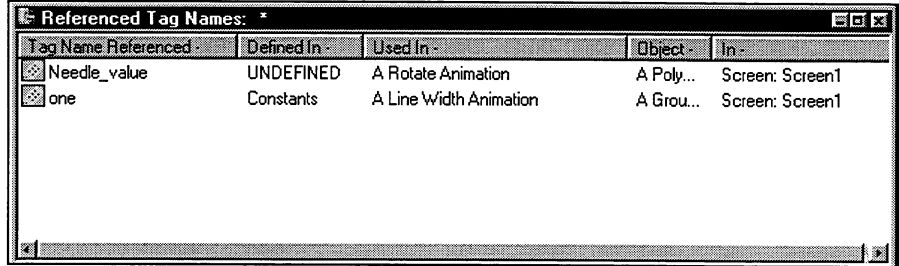 Referenced Tag Names: *
Tag Name Referenced - Defined In - Used In - Object - In -
Needle_value UNDEFINED A Rotate Animation A Poly... Screen: Screen1
one Constants A Line Width Animation A Grou... Screen: Screen1